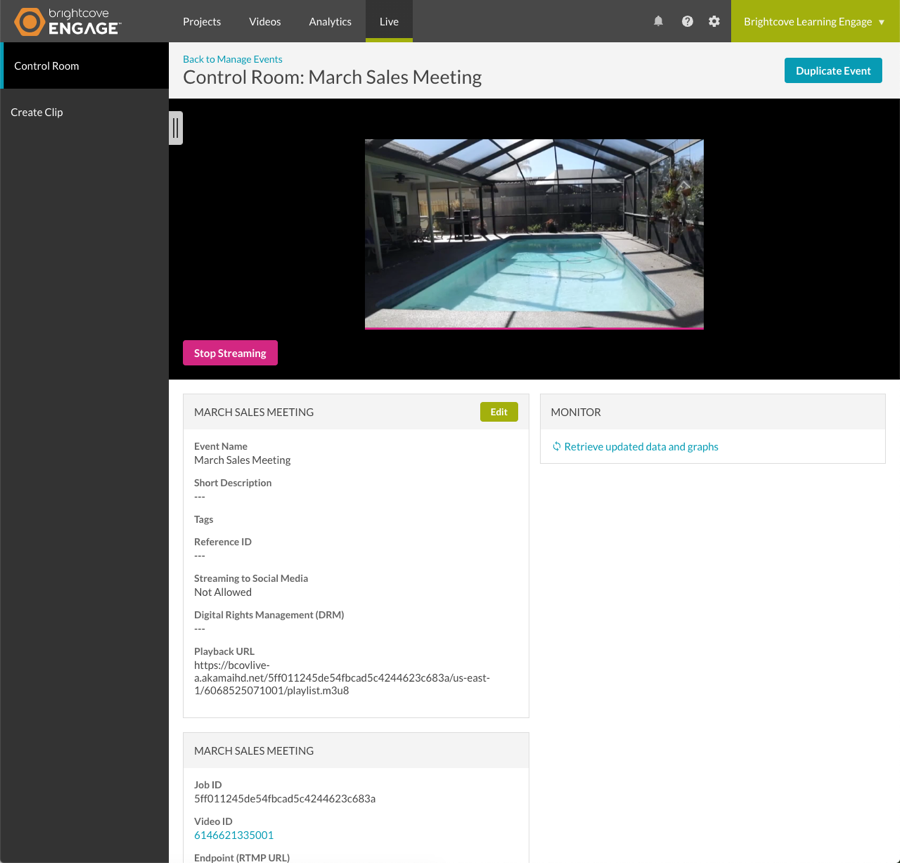 brightcove
ENGAGE™
Projects
Videos
Analytics
Live
Brightcove Learning Engage
Control Room
Create Clip
Back to Manage Events
Control Room: March Sales Meeting
Duplicate Event
Stop Streaming
MARCH SALES MEETING
Edit
Event Name
March Sales Meeting
Short Description
---
Tags
Reference ID
---
Streaming to Social Media
Not Allowed
Digital Rights Management (DRM)
---
Playback URL
https://bcovlive-
a.akamaihd.net/5ff011245de54fbcad5c4244623c683a/us-east-
1/6068525071001/playlist.m3u8
MONITOR
Retrieve updated data and graphs
MARCH SALES MEETING
Job ID
5ff011245de54fbcad5c4244623c683a
Video ID
6146621335001
Endpoint (RTMP URL)